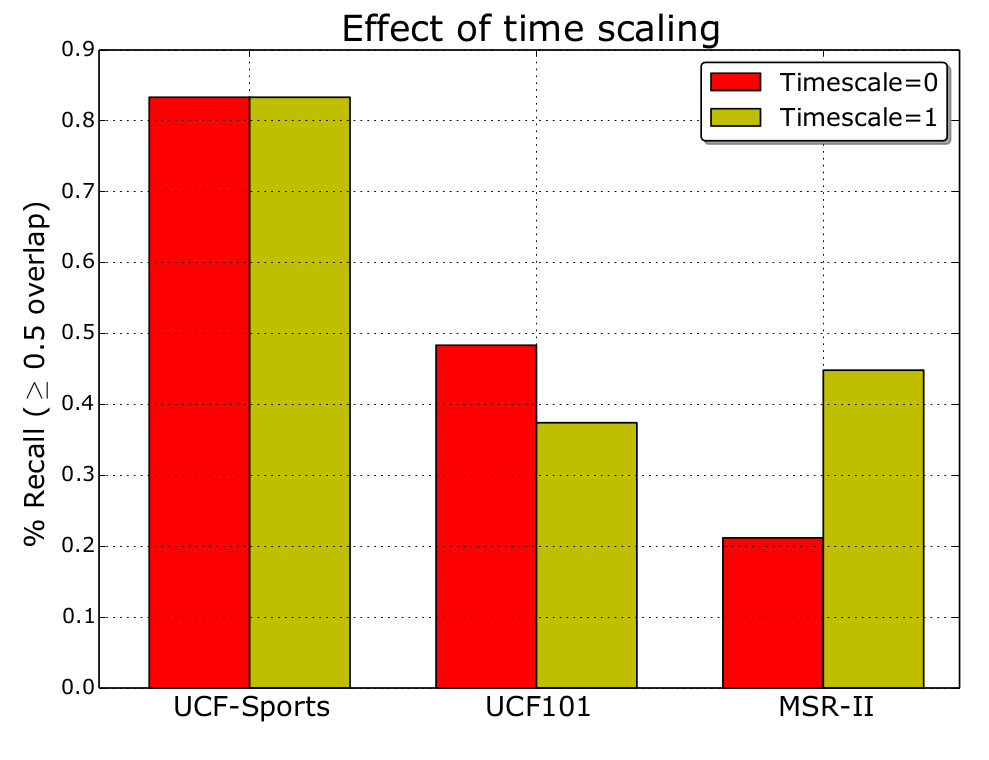 Effect of time scaling
Timescale=0
Timescale=1
% Recall ( ≥ 0.5 overlap)
0.9
0.8
0.7
0.6
0.5
0.4
0.3
0.2
0.1
0.0
UCF-Sports
UCF101
MSR-II